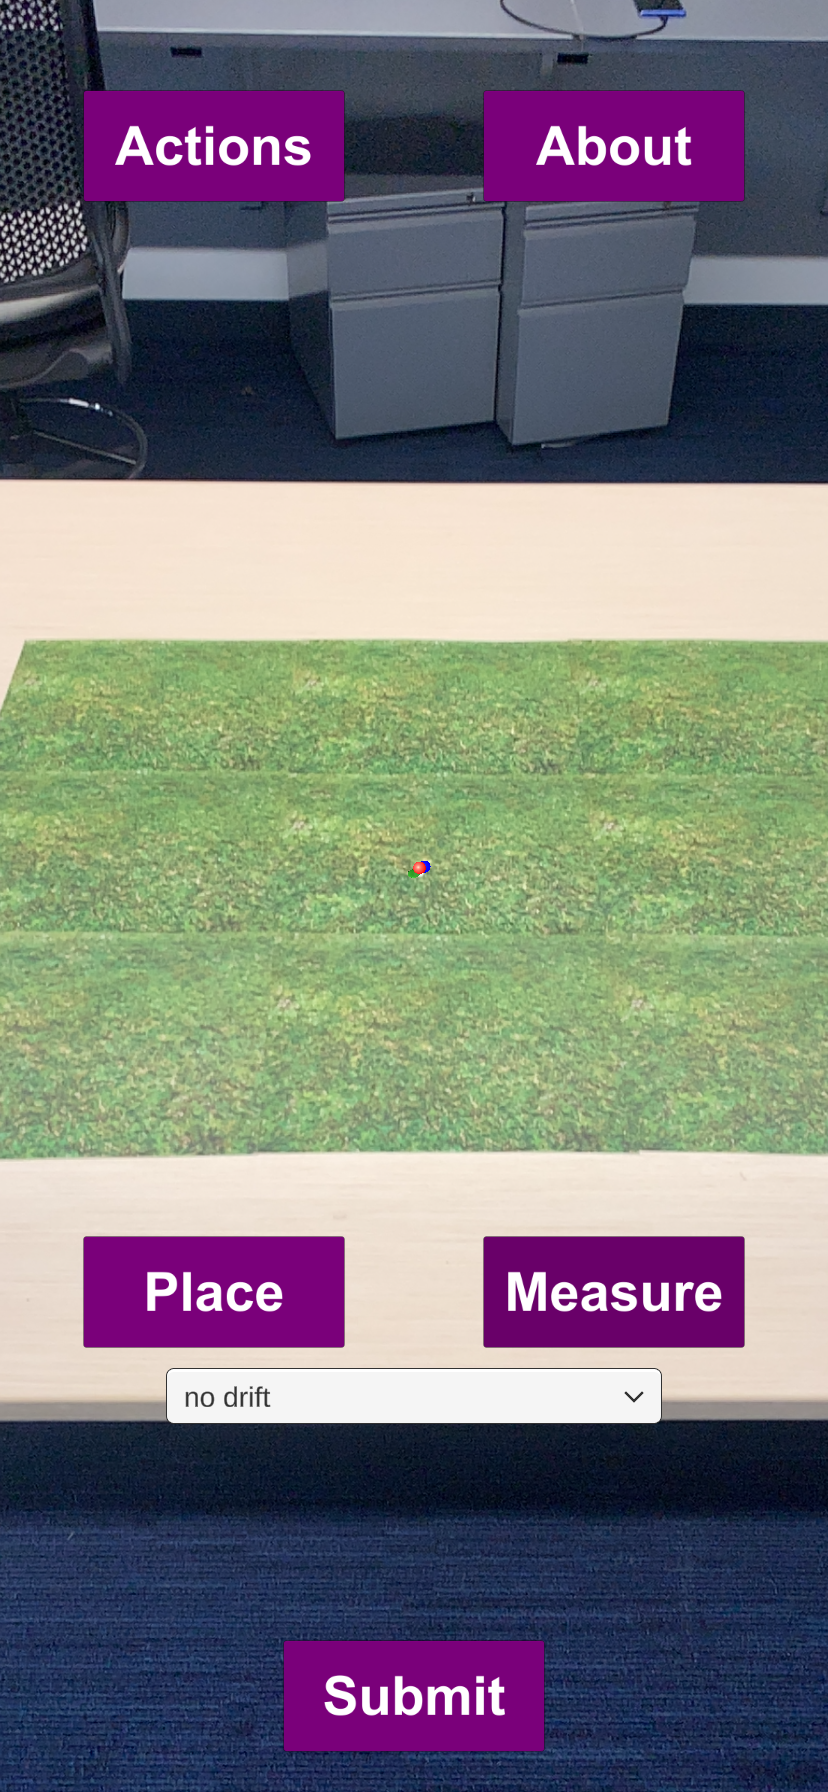 Actions
About
Place
Measure
no drift
Submit